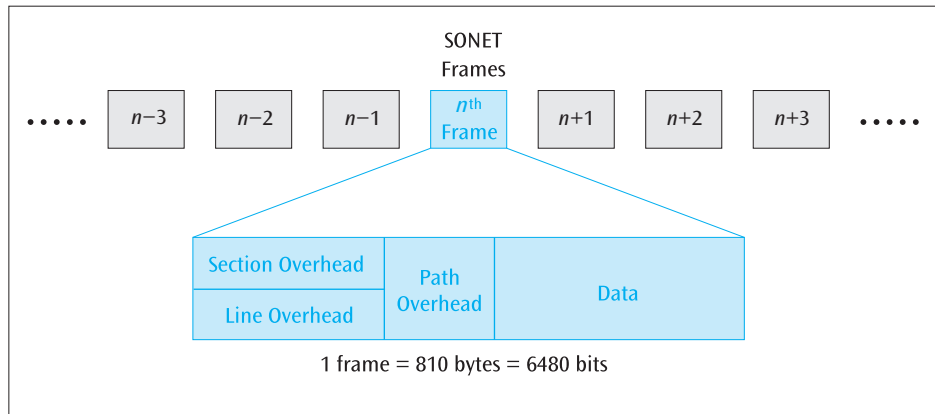 SONET
Frames
..... n−3 n−2 n−1 nth Frame n+1 n+2 n+3 .....
Section Overhead
Line Overhead
Path
Overhead
Data
1 frame = 810 bytes = 6480 bits